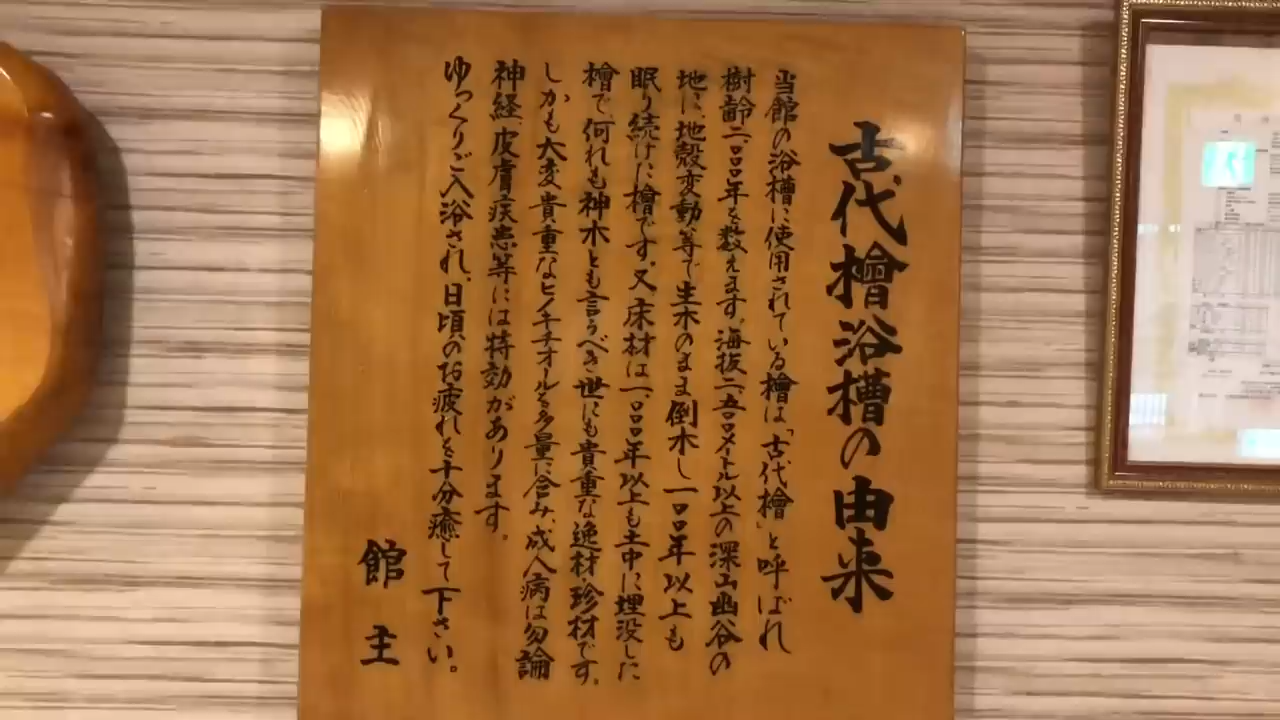 古代檜浴槽の由来
当館の浴槽に使用されている檜は「古代檜」と呼ばれ
樹齢二、〇〇〇年を数えます。海抜二、五〇〇メートル以上の深山幽谷の
地に、地殻変動等で生木のまま倒木し一〇〇年以上も
眠り続けた檜です。又、床材は一、〇〇〇年以上も土中に埋没した
檜で、何れも神木とも言うべき世にも貴重な逸材・珍材です。
しかも大変貴重なヒノキチオールを多量に含み、成人病は勿論
神経、皮膚疾患等には特効があります。
ゆっくりご入浴され、日頃のお疲れを十分癒して下さい。
館主